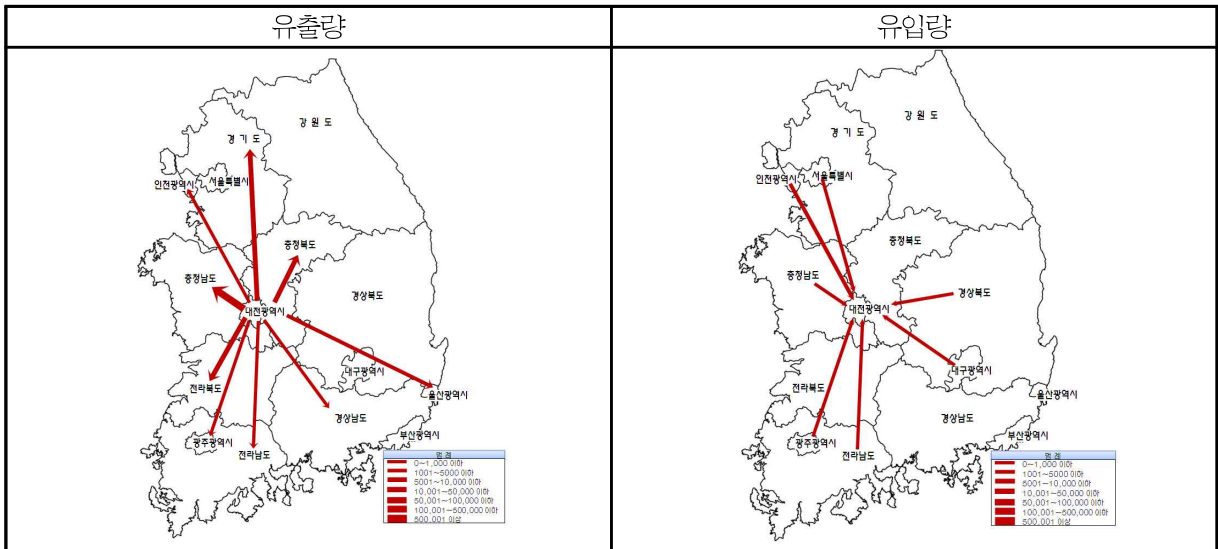 유출량
유입량
강 원 도
경 기 도
인천광역시
서울특별시
충청북도
충청남도
경상북도
대전광역시
대구광역시
전라북도
울산광역시
경상남도
부산광역시
광주광역시
전라남도
범 례
0~1,000 이하
1001~5000 이하
5001~10,000 이하
10,001~50,000 이하
50,001~100,000 이하
100,001~500,000 이하
500,001 이상
강 원 도
경 기 도
인천광역시
서울특별시
충청북도
충청남도
경상북도
대전광역시
대구광역시
전라북도
울산광역시
경상남도
부산광역시
광주광역시
전라남도
범 례
0~1,000 이하
1001~5000 이하
5001~10,000 이하
10,001~50,000 이하
50,001~100,000 이하
100,001~500,000 이하
500,001 이상